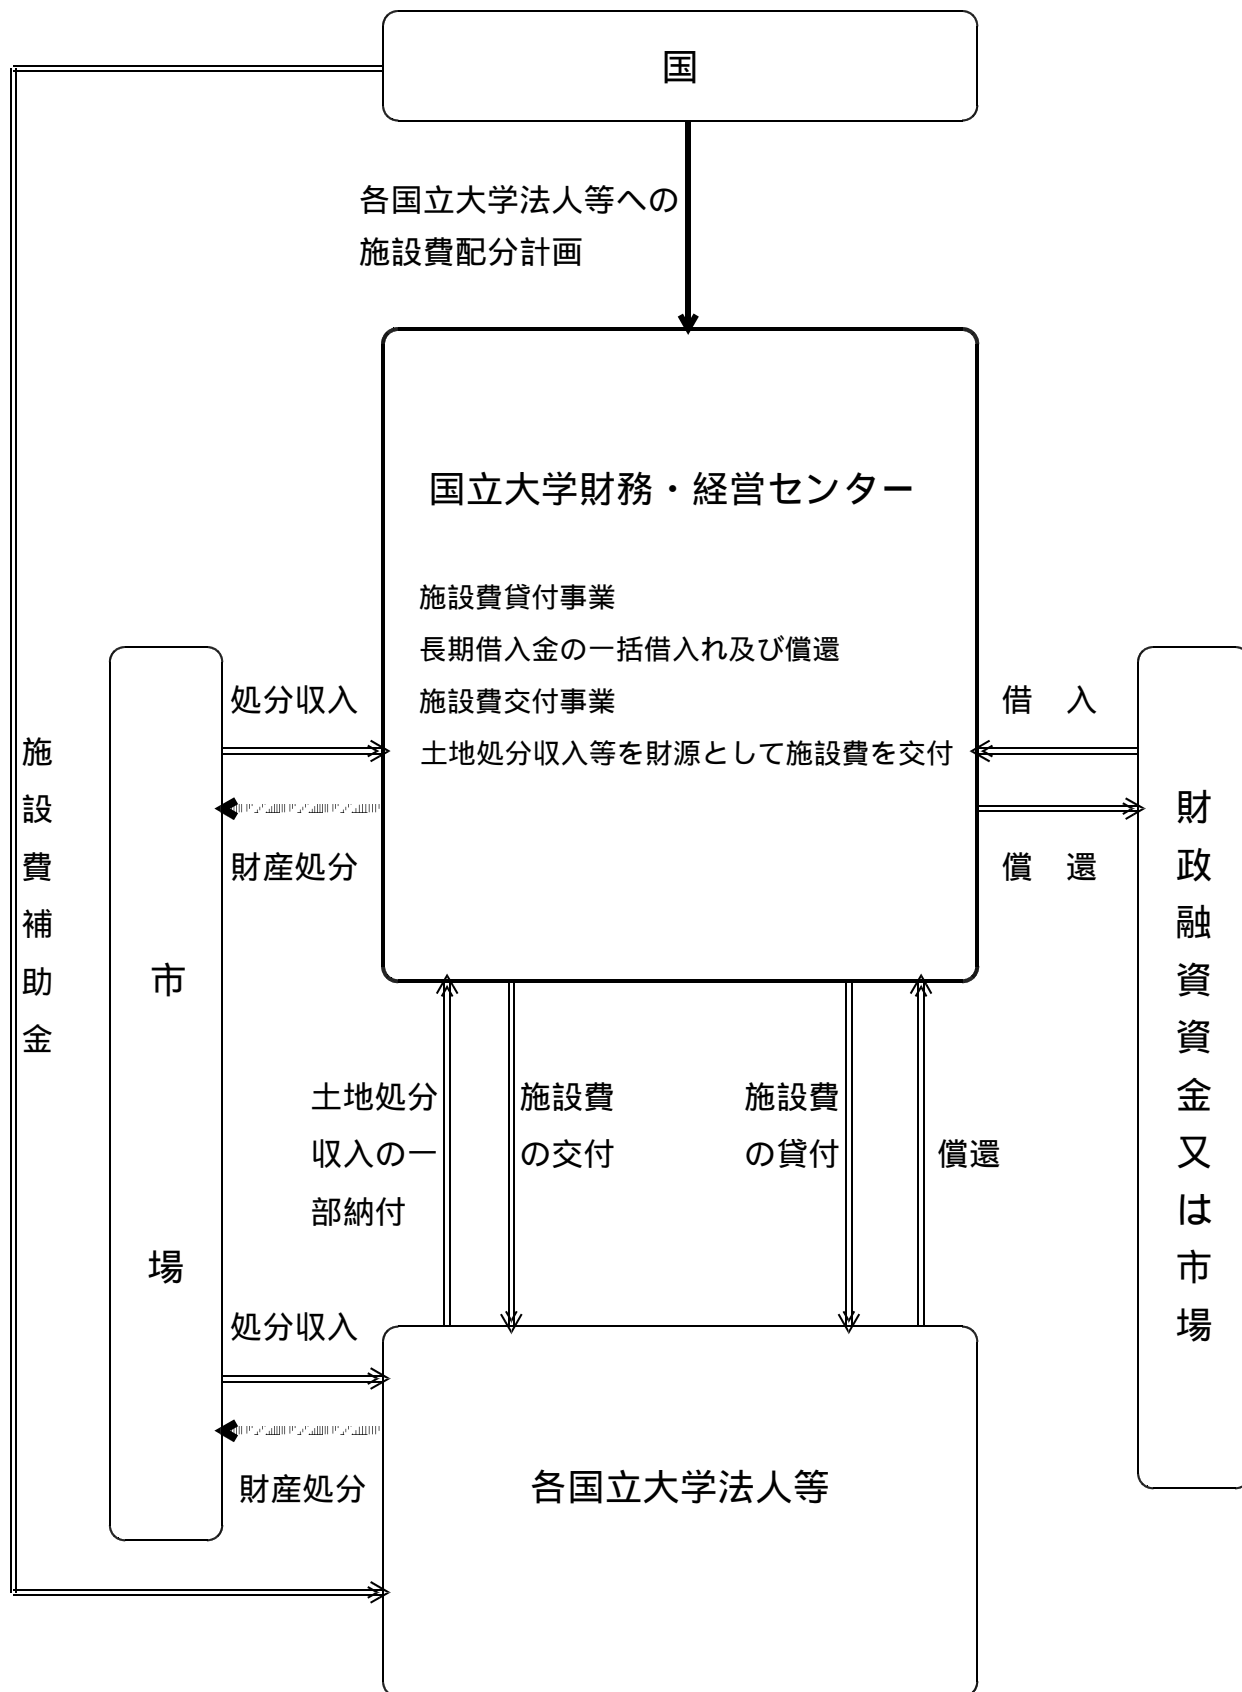 国
各国立大学法人等への
施設費配分計画
国立大学財務・経営センター
施設費貸付事業
長期借入金の一括借入れ及び償還
施設費交付事業
土地処分収入等を財源として施設費を交付
処分収入
財産処分
借　入
償　還
施設費補助金
市場
財政融資資金又は市場
土地処分
収入の一
部納付
施設費
の交付
施設費
の貸付
償還
処分収入
財産処分
各国立大学法人等